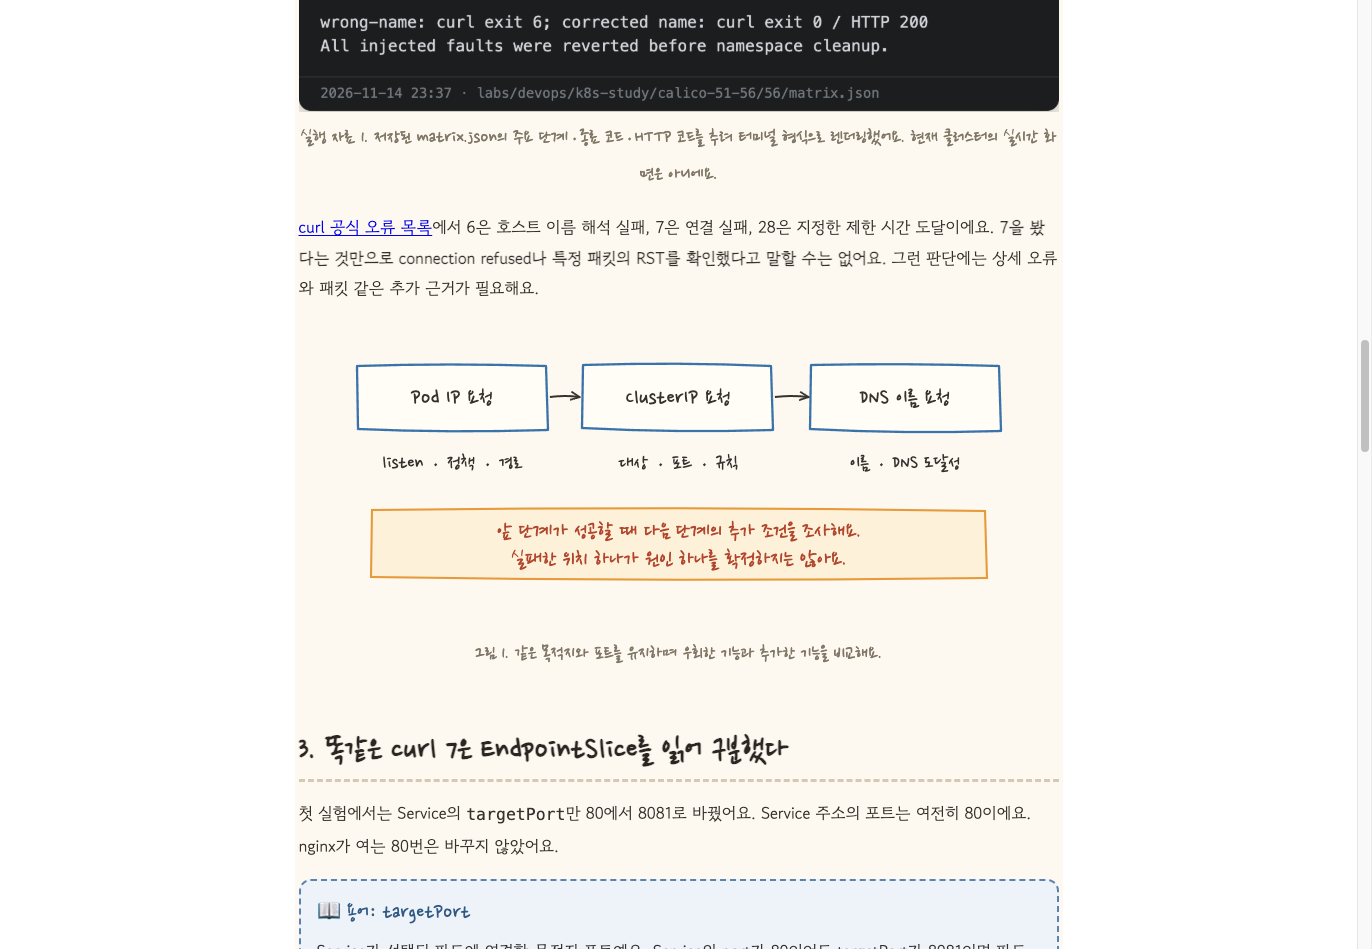 wrong-name: curl exit 6; corrected name: curl exit 0 / HTTP 200
All injected faults were reverted before namespace cleanup.
2026-11-14 23:37 · labs/devops/k8s-study/calico-51-56/56/matrix.json
실행 자료 1. 저장된 matrix.json의 주요 단계·종료 코드·HTTP 코드를 추려 터미널 형식으로 렌더링했어요. 현재 클러스터의 실시간 화
면은 아니에요.
curl 공식 오류 목록에서 6은 호스트 이름 해석 실패, 7은 연결 실패, 28은 지정한 제한 시간 도달이에요. 7을 봤
다는 것만으로 connection refused나 특정 패킷의 RST를 확인했다고 말할 수는 없어요. 그런 판단에는 상세 오류
와 패킷 같은 추가 근거가 필요해요.
Pod IP 요청
ClusterIP 요청
DNS 이름 요청
listen · 정책 · 경로
대상 · 포트 · 규칙
이름 · DNS 도달성
앞 단계가 성공할 때 다음 단계의 추가 조건을 조사해요.
실패한 위치 하나가 원인 하나를 확정하지는 않아요.
그림 1. 같은 목적지와 포트를 유지하며 우회한 기능과 추가한 기능을 비교해요.
3. 똑같은 curl 7은 EndpointSlice를 읽어 구분했다
첫 실험에서는 Service의 targetPort만 80에서 8081로 바꿨어요. Service 주소의 포트는 여전히 80이에요.
nginx가 여는 80번은 바꾸지 않았어요.
📖 용어: targetPort